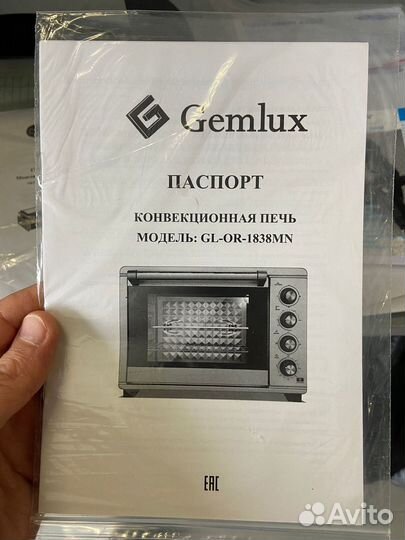 Gemlux
ПАСПОРТ
КОНВЕКЦИОННАЯ ПЕЧЬ
МОДЕЛЬ: GL-OR-1838MN
EAC
Avito